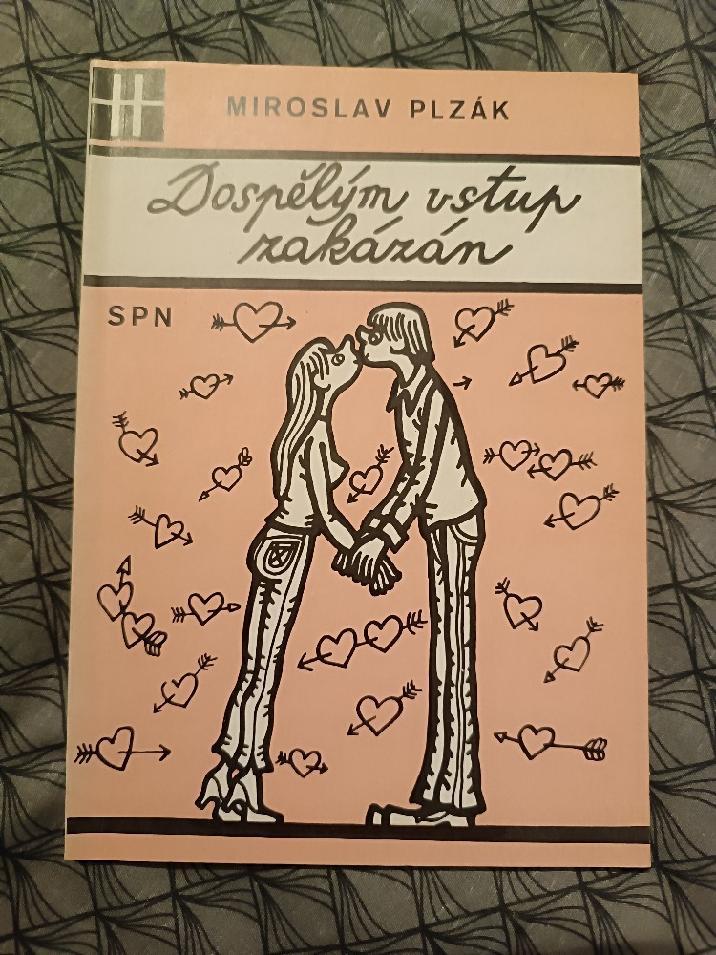 MIROSLAV PLZÁK
Dospělým vstup
zakázán
SPN